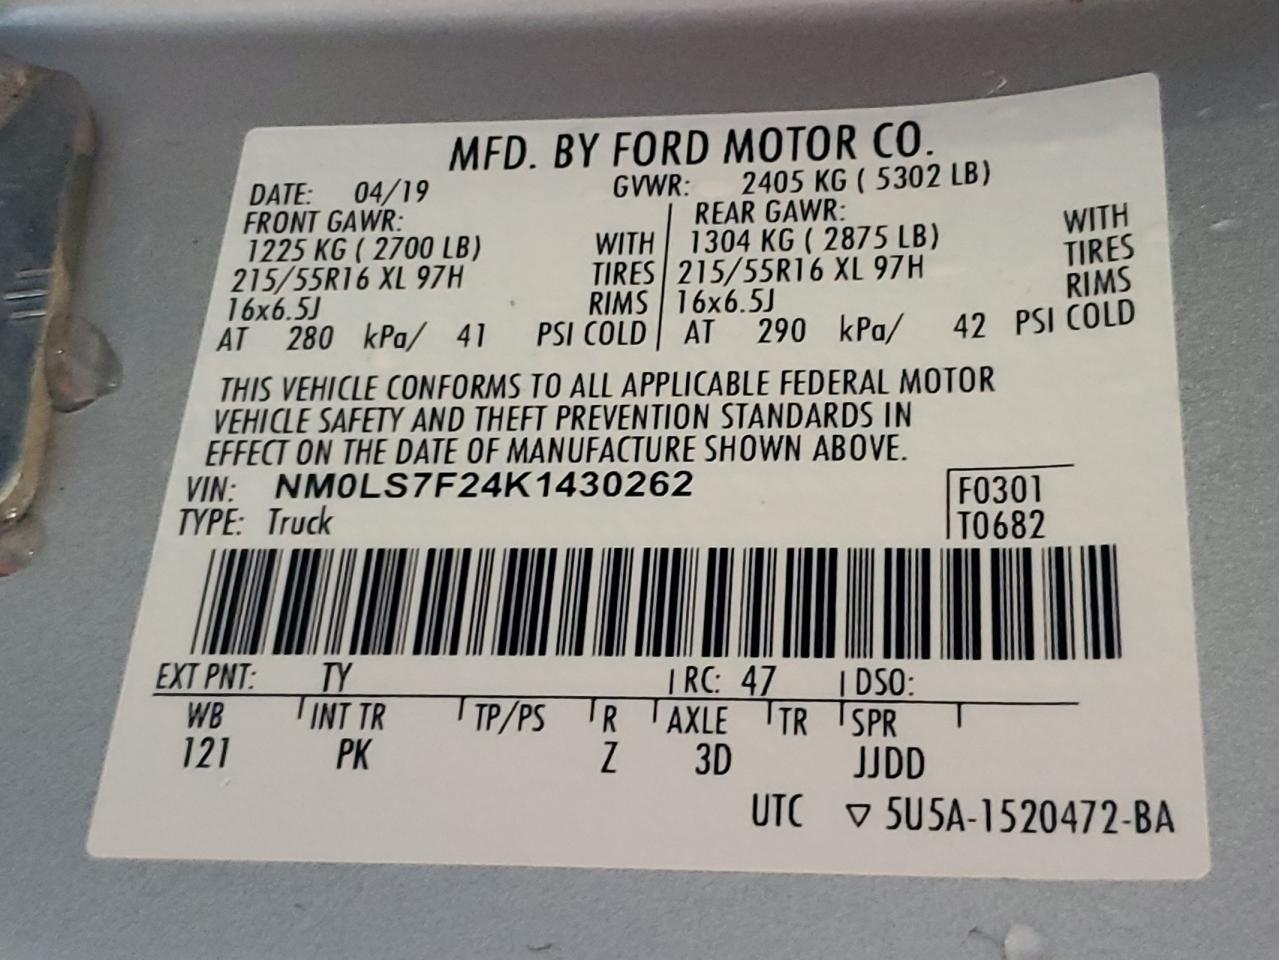 MFD. BY FORD MOTOR CO.
DATE: 04/19 GVWR: 2405 KG ( 5302 LB)
FRONT GAWR: REAR GAWR:
1225 KG ( 2700 LB) WITH 1304 KG ( 2875 LB) WITH
215/55R16 XL 97H TIRES 215/55R16 XL 97H TIRES
16x6.5J RIMS 16x6.5J RIMS
AT 280 kPa/ 41 PSI COLD AT 290 kPa/ 42 PSI COLD
THIS VEHICLE CONFORMS TO ALL APPLICABLE FEDERAL MOTOR
VEHICLE SAFETY AND THEFT PREVENTION STANDARDS IN
EFFECT ON THE DATE OF MANUFACTURE SHOWN ABOVE.
VIN: NM0LS7F24K1430262 F0301
TYPE: Truck T0682
EXT PNT: TY RC: 47 DSO:
WB INT TR TP/PS R AXLE TR SPR
121 PK Z 3D JJDD
UTC ▽ 5U5A-1520472-BA